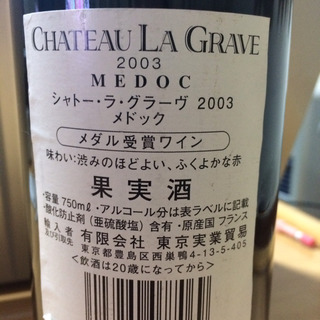 CHATEAU LA GRAVE
2003
MEDOC
シャトー・ラ・グラーヴ 2003
メドック
メダル受賞ワイン
味わい:渋みのほどよい、ふくよかな赤
果実酒
・容量 750ml ・アルコール分は表ラベルに記載
・酸化防止剤(亜硫酸塩)含有 ・原産国 フランス
輸入者及び引取先 有限会社 東京実業貿易
東京都豊島区西巣鴨4-13-5-405
<飲酒は20歳になってから>